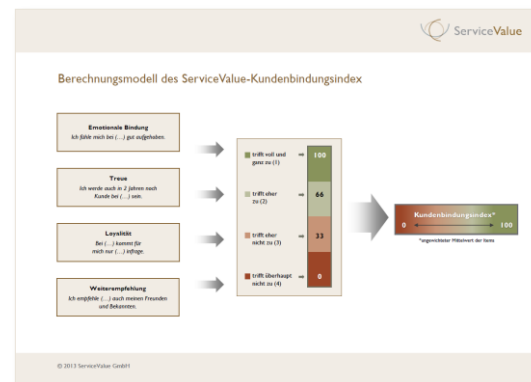 ServiceValue
Berechnungsmodell des ServiceValue-Kundenbindungsindex
Emotionale Bindung
Ich fühle mich bei (…) gut aufgehoben.
Treue
Ich werde auch in 2 Jahren noch
Kunde bei (…) sein.
Loyalität
Bei (…) kommt für
mich nur (…) infrage.
Weiterempfehlung
Ich empfehle (…) auch meinen Freunden
und Bekannten.
trifft voll und
ganz zu (1)
100
trifft eher
zu (2)
66
trifft eher
nicht zu (3)
33
trifft überhaupt
nicht zu (4)
0
Kundenbindungsindex*
0 100
*ungewichteter Mittelwert der Items
© 2013 ServiceValue GmbH